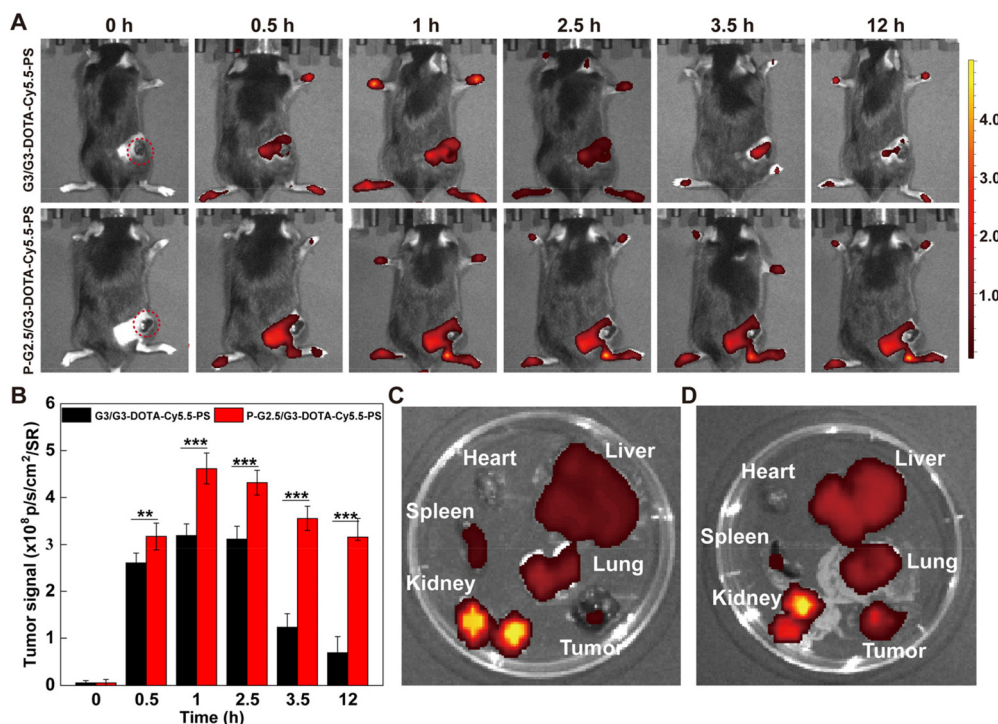 A
0 h 0.5 h 1 h 2.5 h 3.5 h 12 h
G3/G3-DOTA-Cy5.5-PS
P-G2.5/G3-DOTA-Cy5.5-PS
4.0
3.0
2.0
1.0
B
G3/G3-DOTA-Cy5.5-PS P-G2.5/G3-DOTA-Cy5.5-PS
Tumor signal (x10⁸ p/s/cm²/SR)
6
5
4
3
2
1
0
** *** *** *** ***
0 0.5 1 2.5 3.5 12
Time (h)
C
Heart
Liver
Spleen
Lung
Kidney
Tumor
D
Heart
Liver
Spleen
Lung
Kidney
Tumor